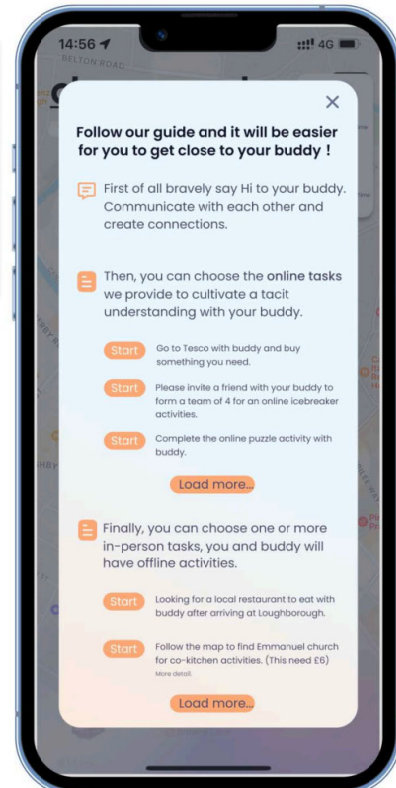 14:56
4G
BELTON ROAD
Follow our guide and it will be easier
for you to get close to your buddy !
First of all bravely say Hi to your buddy.
Communicate with each other and
create connections.
Then, you can choose the online tasks
we provide to cultivate a tacit
understanding with your buddy.
Start
Go to Tesco with buddy and buy
something you need.
Start
Please invite a friend with your buddy to
form a team of 4 for an online icebreaker
activities.
Start
Complete the online puzzle activity with
buddy.
Load more...
Finally, you can choose one or more
in-person tasks, you and buddy will
have offline activities.
Start
Looking for a local restaurant to eat with
buddy after arriving at Loughborough.
Start
Follow the map to find Emmanuel church
for co-kitchen activities. (This need £6)
More detail.
Load more...